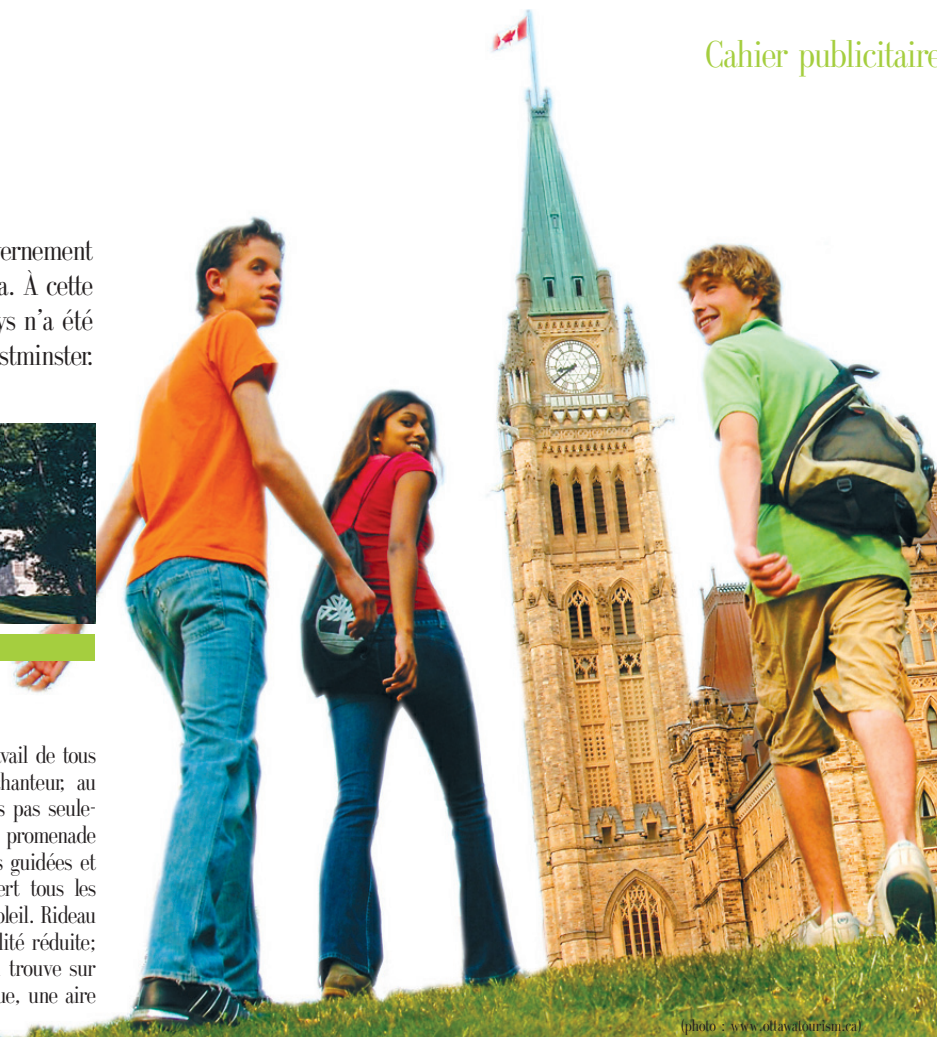 Cahier publicitaire
ernement
a. À cette
ys n'a été
stminster.
vail de tous
hanteur, au
s pas seule-
promenade
s guidées et
ert tous les
oleil. Rideau
lité réduite;
trouve sur
ue, une aire
(photo : www.ottawatourism.ca)